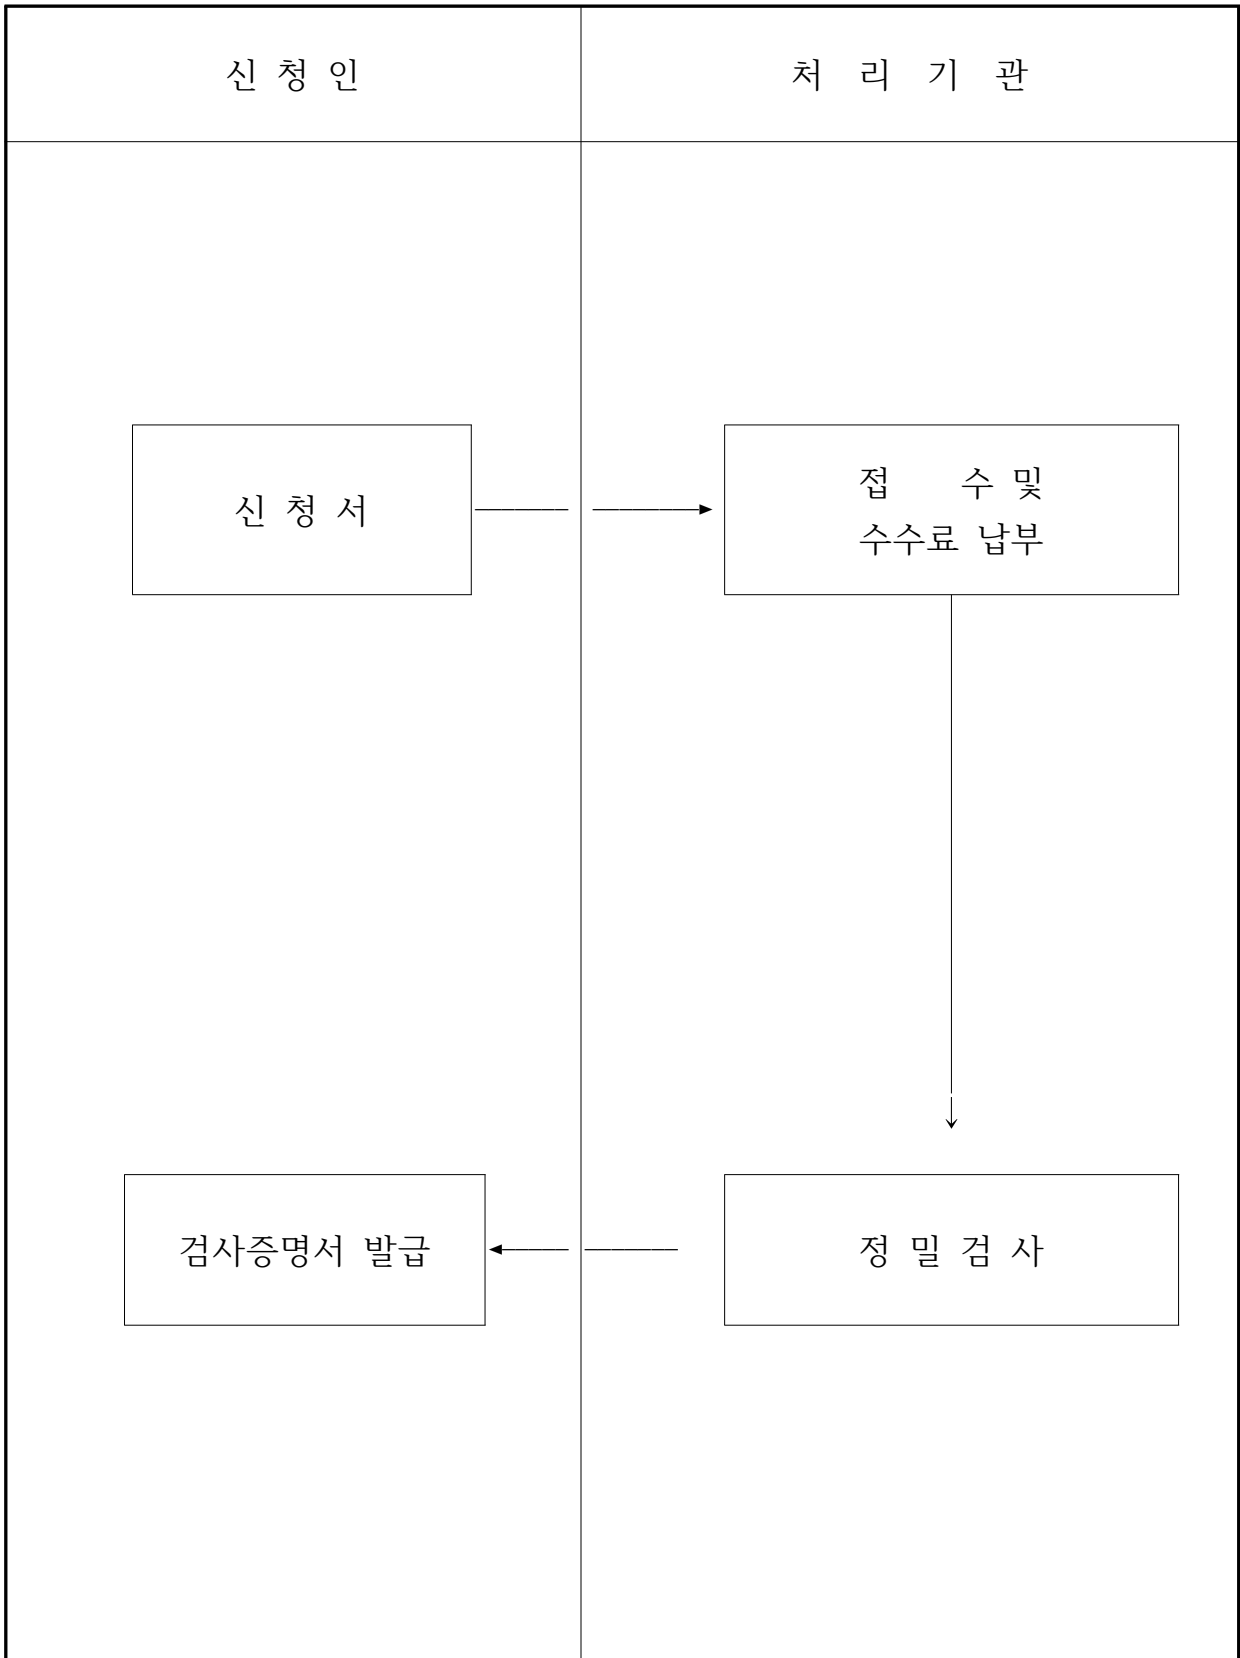 신 청 인
처 리 기 관
신 청 서
접 수 및
수수료 납부
검사증명서 발급
정 밀 검 사